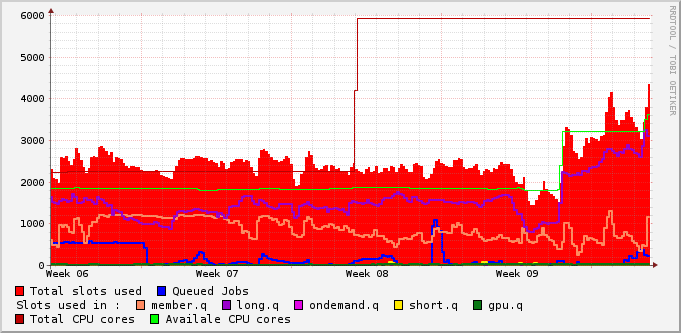 6000
5000
4000
3000
2000
1000
0
Week 06 Week 07 Week 08 Week 09
Total slots used Queued Jobs
Slots used in : member.q long.q ondemand.q short.q gpu.q
Total CPU cores Availale CPU cores
RRDTOOL / TOBI OETIKER